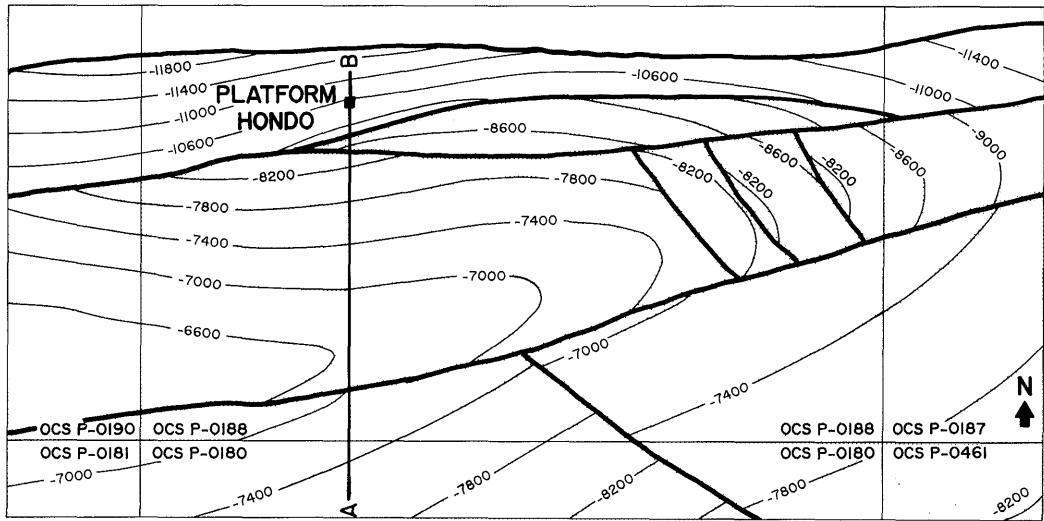 -11800
B
-11400
-11400
-10600
PLATFORM
HONDO
-11000
-11000
-10600
-8600
-9000
-8600
-8600
-8200
-7800
-8200
-8200
-8200
-7800
-7400
-7400
-7000
-7000
-6600
-7000
-7400
N
OCS P-0190
OCS P-0188
OCS P-0188
OCS P-0187
OCS P-0181
OCS P-0180
OCS P-0180
OCS P-0461
-7000
-7400
-7800
-8200
-7800
-8200
A